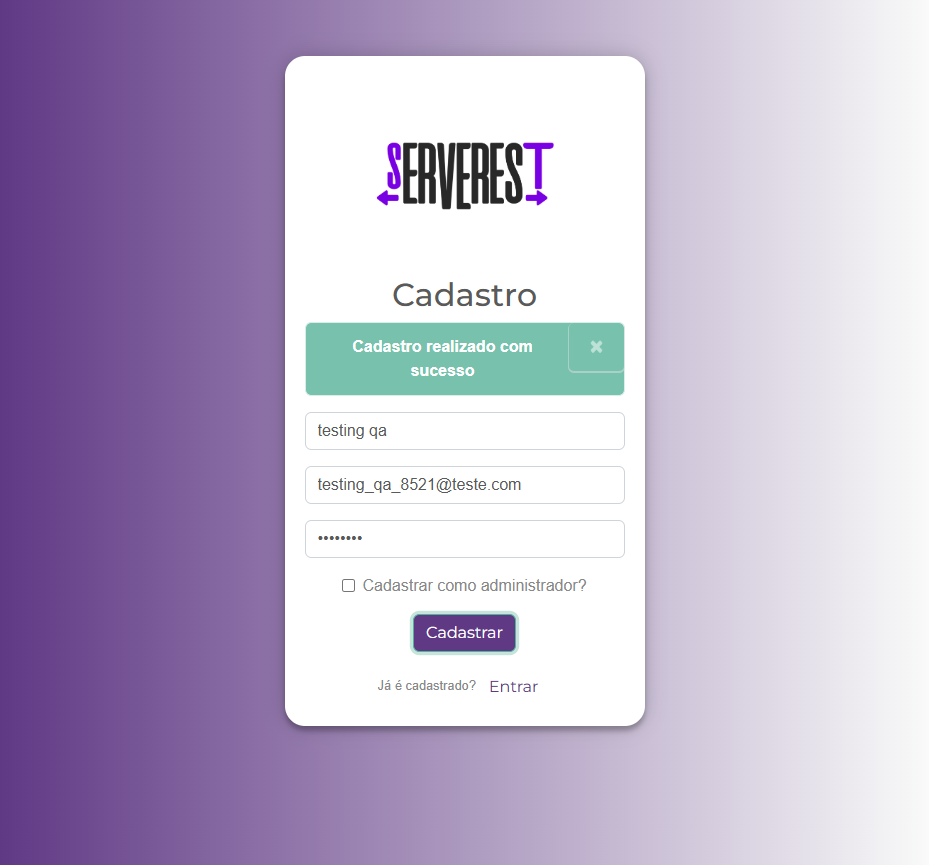 SERVEREST
Cadastro
Cadastro realizado com
sucesso
testing qa
testing_qa_8521@teste.com
••••••••
Cadastrar como administrador?
Cadastrar
Já é cadastrado? Entrar